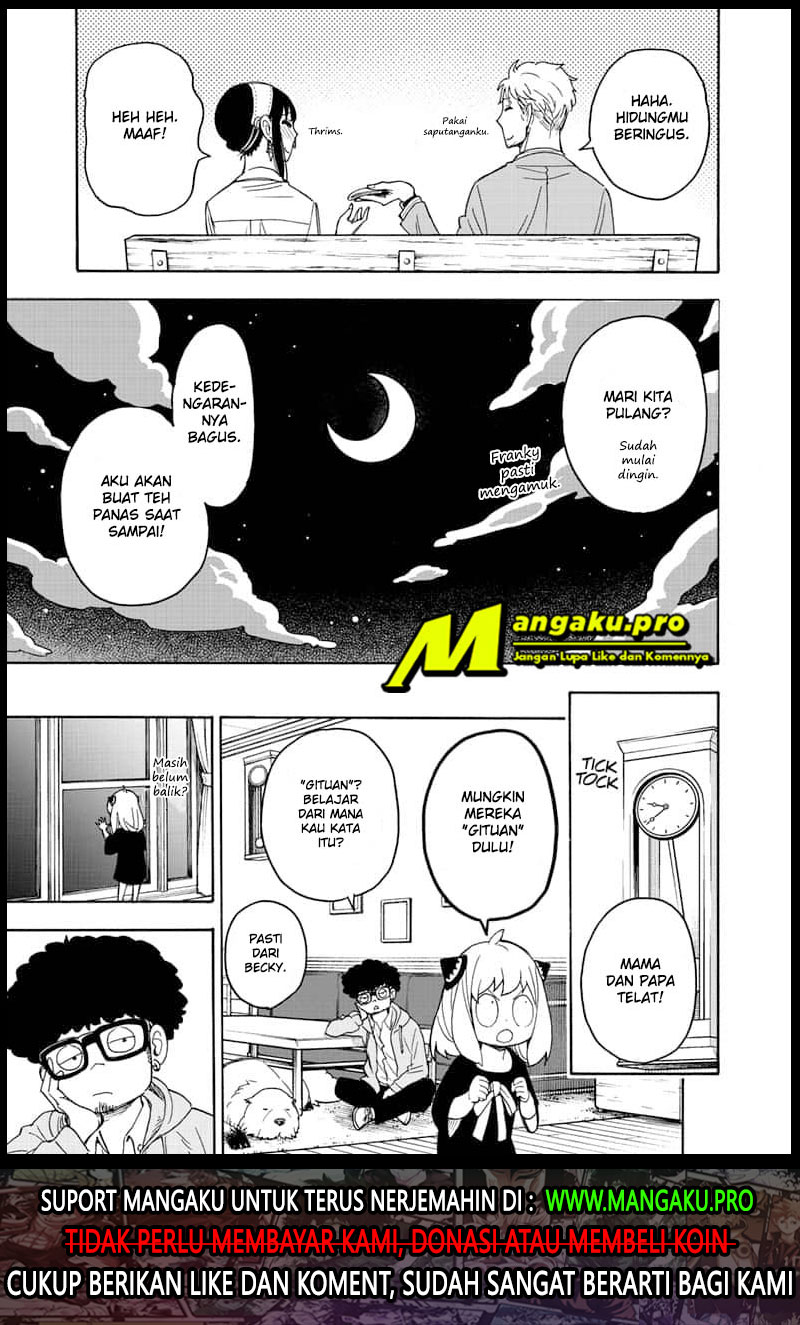 HAHA.
HIDUNGMU
BERINGUS.
Pakai
saputanganku.
Thrims.
HEH HEH.
MAAF!
MARI KITA
PULANG?
Sudah
mulai
dingin.
Franky
pasti
mengamuk.
KEDE-
NGARAN-
NYA
BAGUS.
AKU AKAN
BUAT TEH
PANAS SAAT
SAMPAI!
Mangaku.pro
Jangan Lupa Like dan Komennya
TICK
TOCK
MAMA
DAN PAPA
TELAT!
MUNGKIN
MEREKA
"GITUAN"
DULU!
"GITUAN"?
BELAJAR
DARI MANA
KAU KATA
ITU?
PASTI
DARI
BECKY.
Masih
belum
balik?
SUPORT MANGAKU UNTUK TERUS NERJEMAHIN DI : WWW.MANGAKU.PRO
TIDAK PERLU MEMBAYAR KAMI, DONASI ATAU MEMBELI KOIN
CUKUP BERIKAN LIKE DAN KOMENT, SUDAH SANGAT BERARTI BAGI KAMI